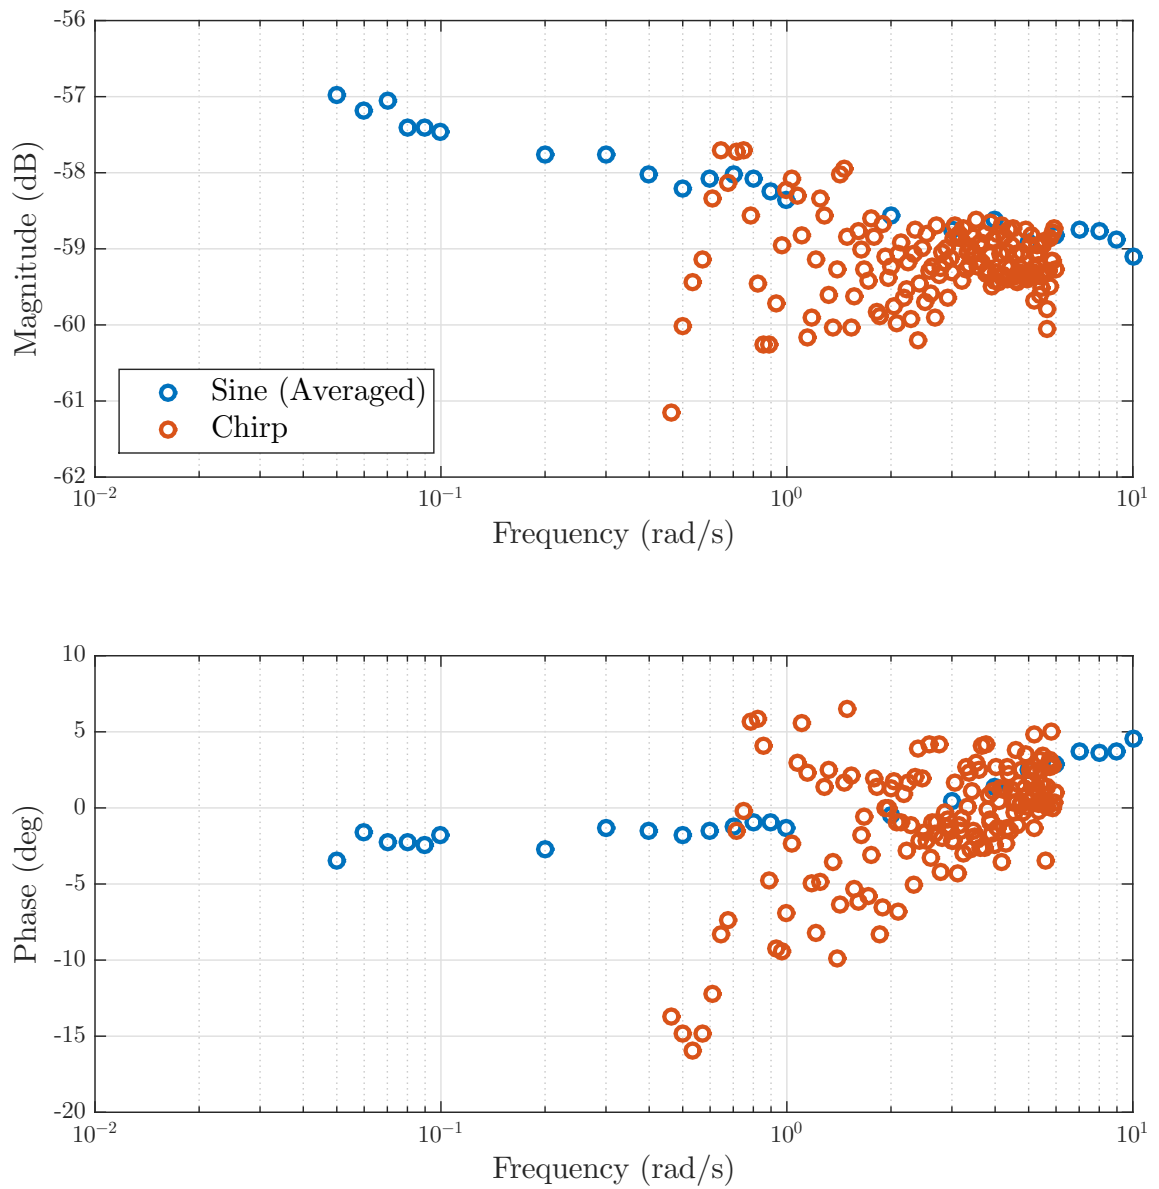 -56
-57
-58
-59
-60
-61
-62
Magnitude (dB)
Sine (Averaged)
Chirp
10⁻² 10⁻¹ 10⁰ 10¹
Frequency (rad/s)
10
5
0
-5
-10
-15
-20
Phase (deg)
10⁻² 10⁻¹ 10⁰ 10¹
Frequency (rad/s)